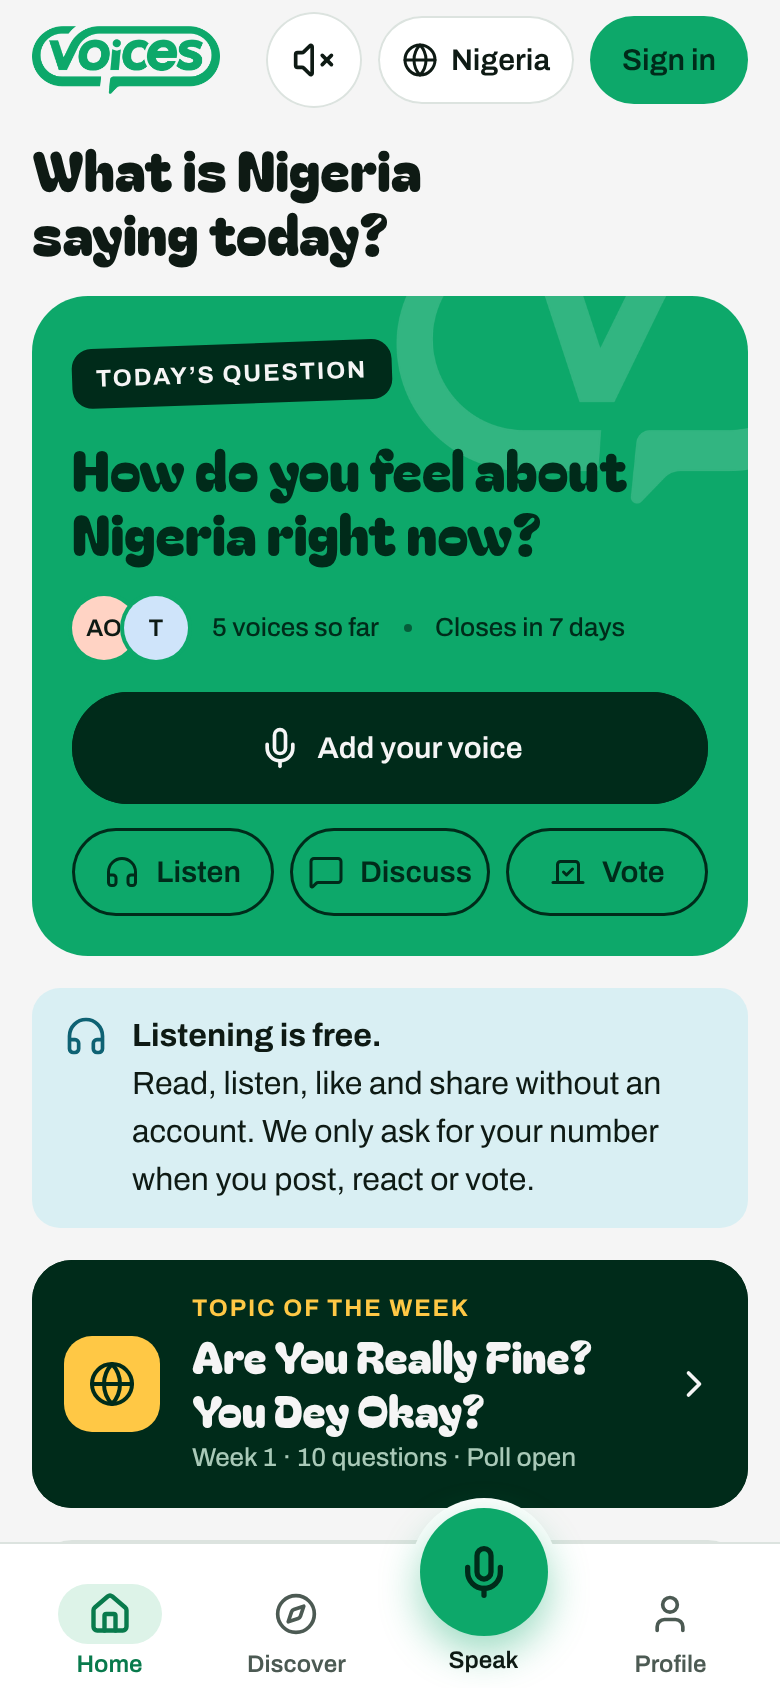 Voices
Nigeria
Sign in
What is Nigeria
saying today?
TODAY’S QUESTION
How do you feel about
Nigeria right now?
AO
T
5 voices so far • Closes in 7 days
Add your voice
Listen
Discuss
Vote
Listening is free.
Read, listen, like and share without an
account. We only ask for your number
when you post, react or vote.
TOPIC OF THE WEEK
Are You Really Fine?
You Dey Okay?
Week 1 · 10 questions · Poll open
Home
Discover
Speak
Profile